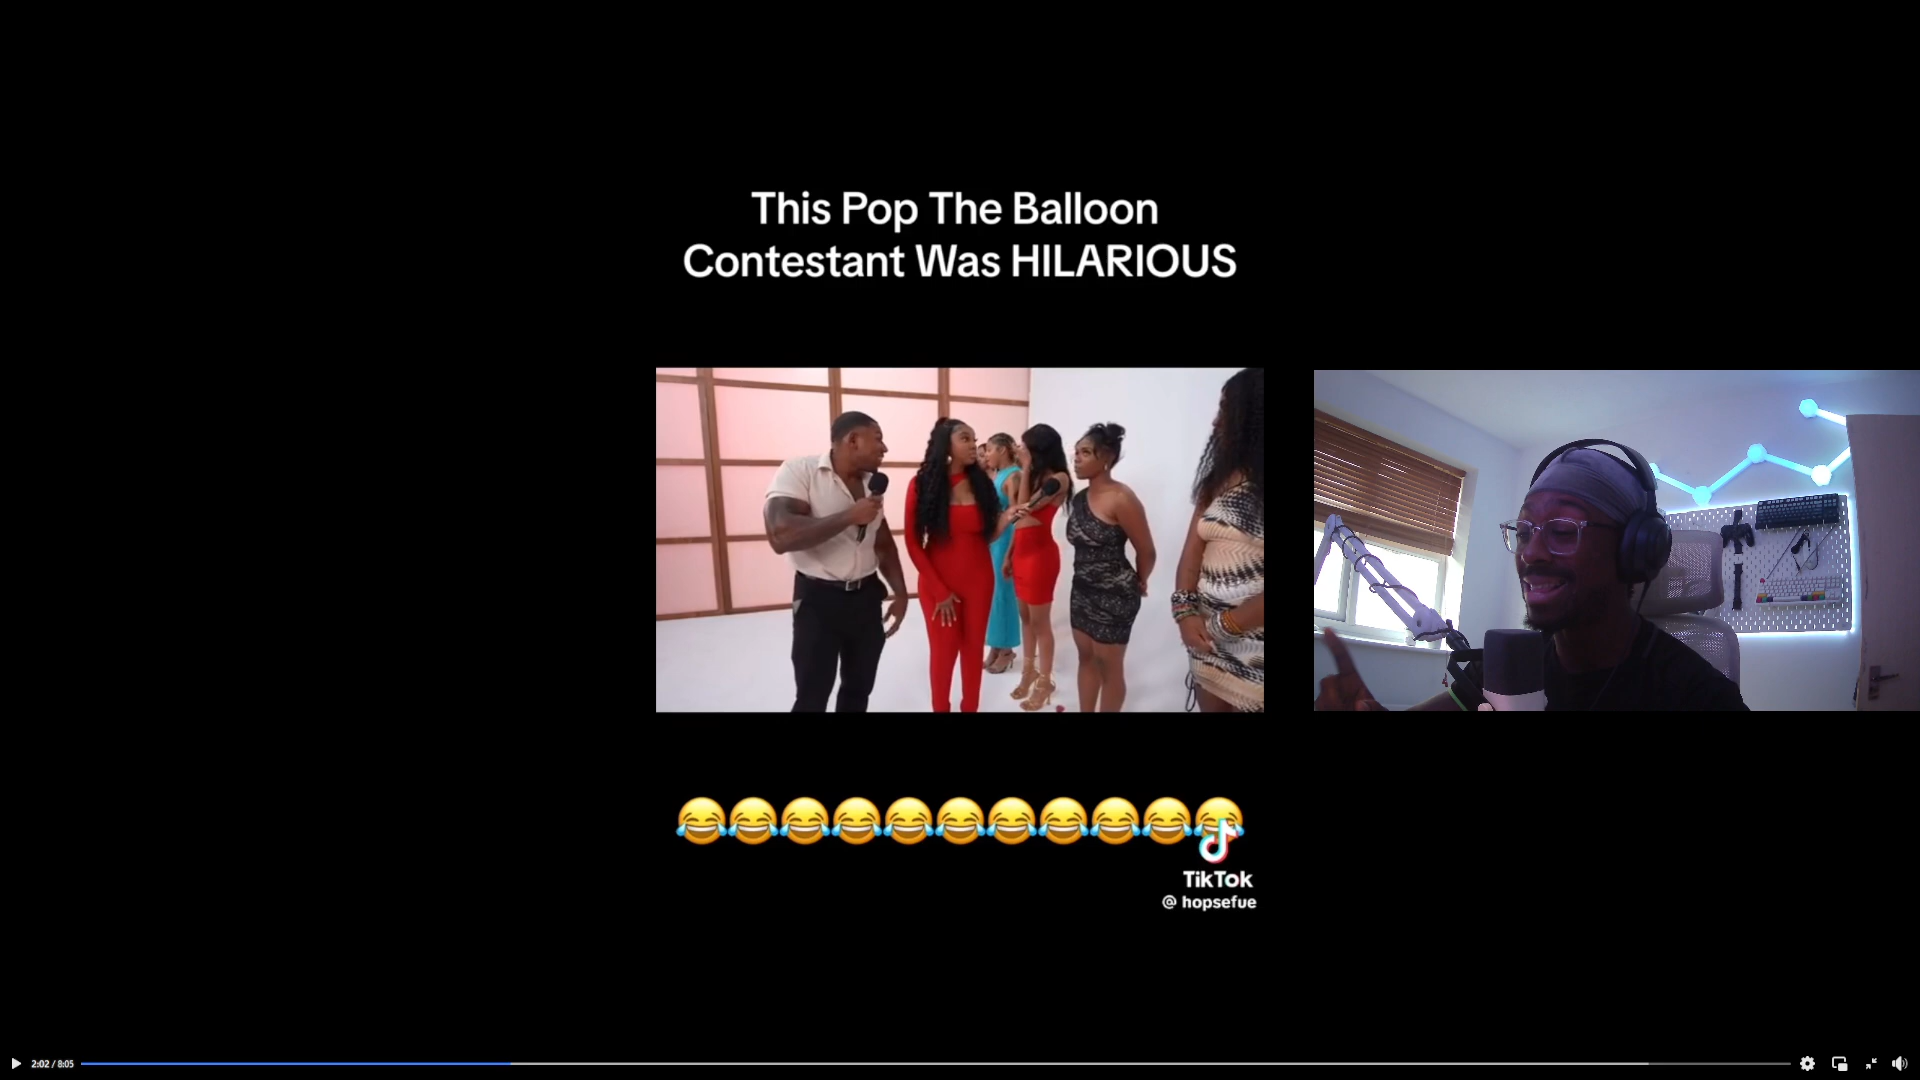 This Pop The Balloon
Contestant Was HILARIOUS
😂😂😂😂😂😂😂😂😂😂😂
TikTok
@ hopsefue
2:02 / 8:05